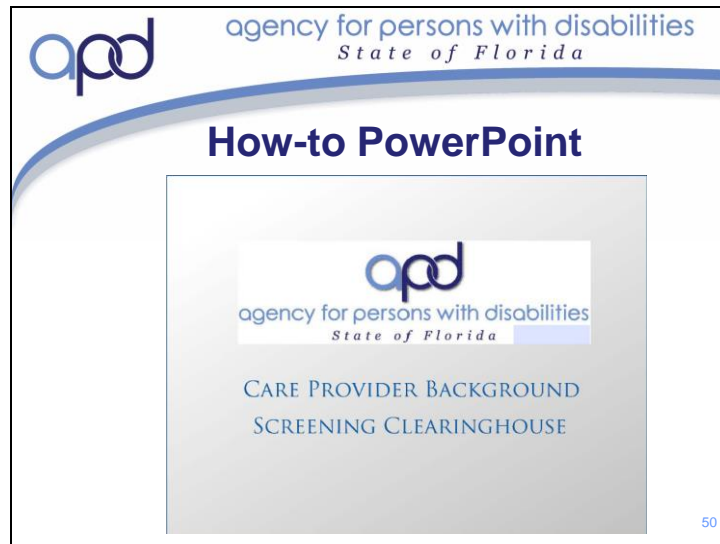 apd
agency for persons with disabilities
State of Florida
How-to PowerPoint
apd
agency for persons with disabilities
State of Florida
CARE PROVIDER BACKGROUND
SCREENING CLEARINGHOUSE
50